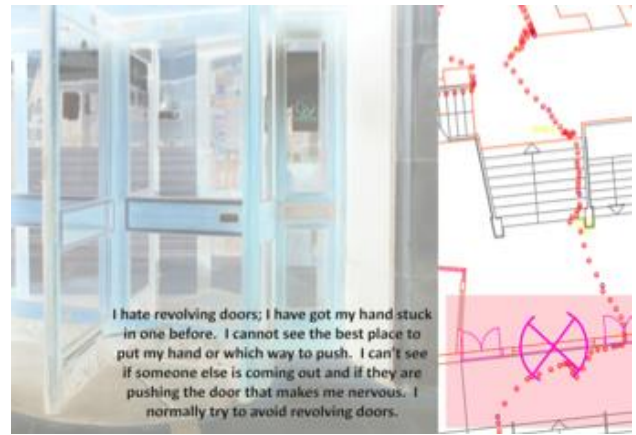 I hate revolving doors; I have got my hand stuck
in one before.  I cannot see the best place to
put my hand or which way to push.  I can't see
if someone else is coming out and if they are
pushing the door that makes me nervous.  I
normally try to avoid revolving doors.